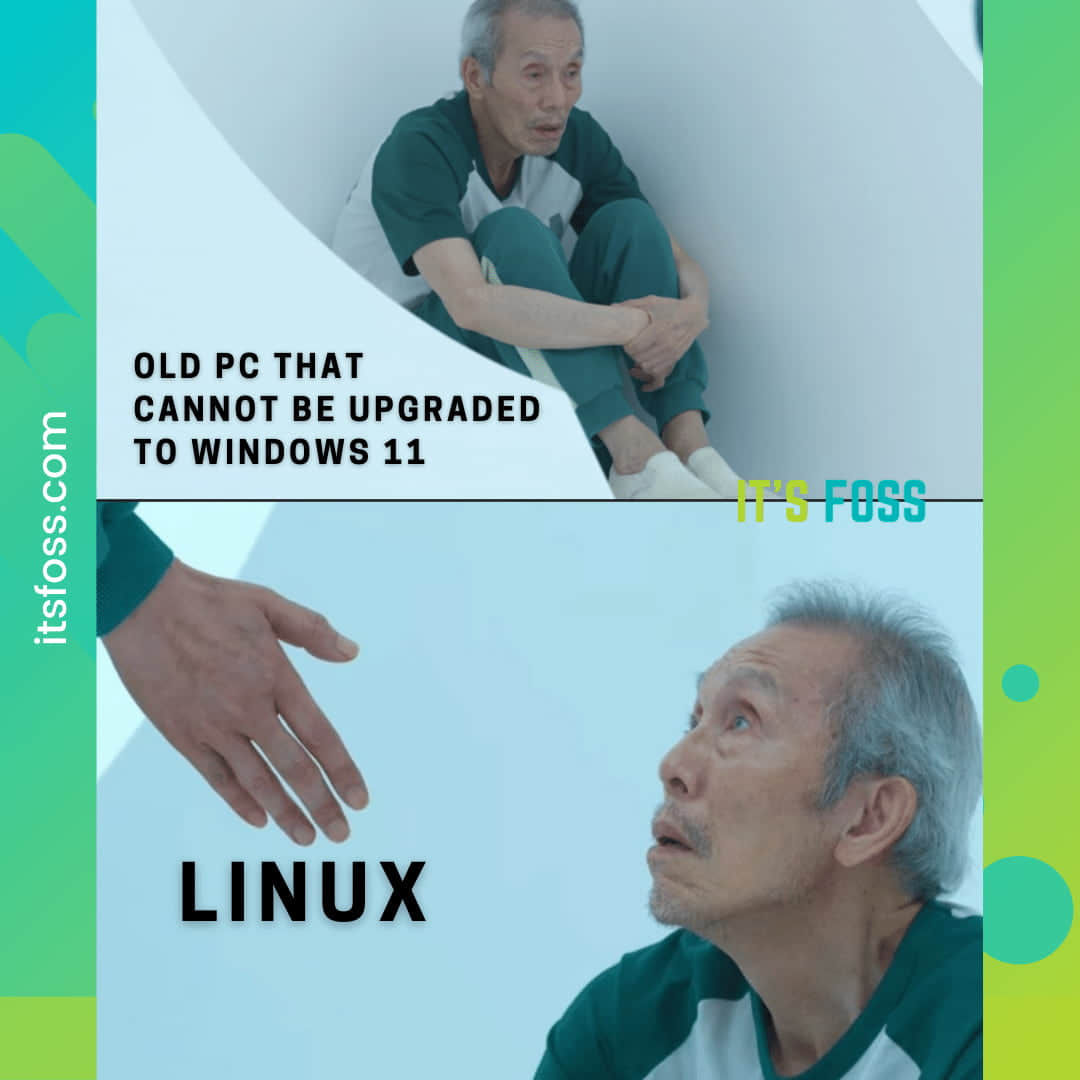 OLD PC THAT
CANNOT BE UPGRADED
TO WINDOWS 11
IT'S FOSS
itsfoss.com
LINUX